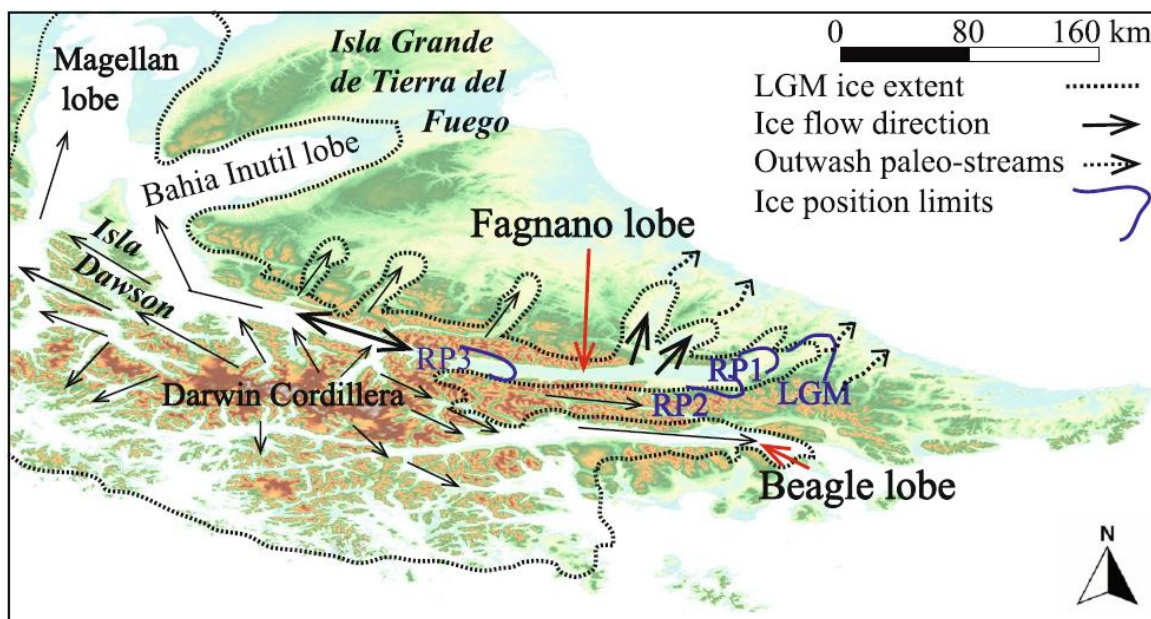 Isla Grande
de Tierra del
Fuego
Magellan
lobe
Bahia Inutil lobe
0 80 160 km
LGM ice extent
Ice flow direction
Outwash paleo-streams
Ice position limits
Fagnano lobe
Isla
Dawson
RP3
RP1
RP2
LGM
Darwin Cordillera
Beagle lobe
N